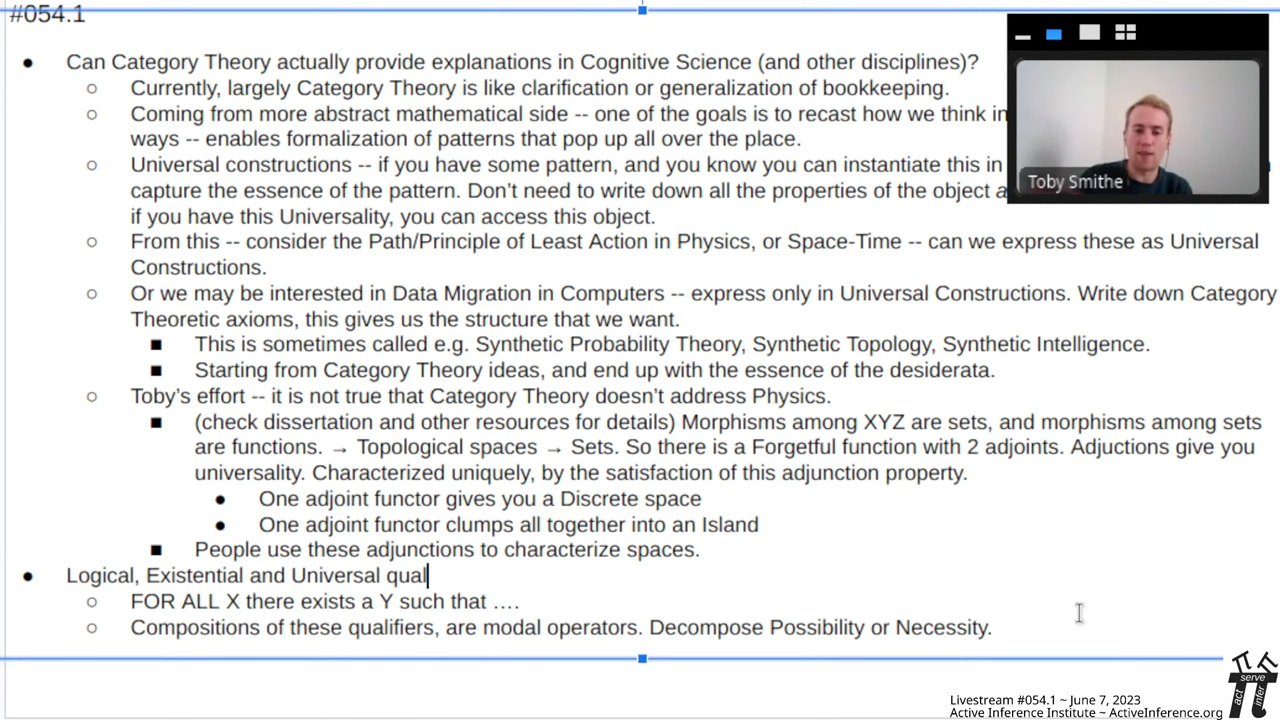 #054.1
● Can Category Theory actually provide explanations in Cognitive Science (and other disciplines)?
○ Currently, largely Category Theory is like clarification or generalization of bookkeeping.
○ Coming from more abstract mathematical side -- one of the goals is to recast how we think in
ways -- enables formalization of patterns that pop up all over the place.
○ Universal constructions -- if you have some pattern, and you know you can instantiate this in
capture the essence of the pattern. Don't need to write down all the properties of the object a
if you have this Universality, you can access this object.
○ From this -- consider the Path/Principle of Least Action in Physics, or Space-Time -- can we express these as Universal
Constructions.
○ Or we may be interested in Data Migration in Computers -- express only in Universal Constructions. Write down Category
Theoretic axioms, this gives us the structure that we want.
■ This is sometimes called e.g. Synthetic Probability Theory, Synthetic Topology, Synthetic Intelligence.
■ Starting from Category Theory ideas, and end up with the essence of the desiderata.
○ Toby's effort -- it is not true that Category Theory doesn't address Physics.
■ (check dissertation and other resources for details) Morphisms among XYZ are sets, and morphisms among sets
are functions. → Topological spaces → Sets. So there is a Forgetful function with 2 adjoints. Adjuctions give you
universality. Characterized uniquely, by the satisfaction of this adjunction property.
● One adjoint functor gives you a Discrete space
● One adjoint functor clumps all together into an Island
■ People use these adjunctions to characterize spaces.
● Logical, Existential and Universal qual
○ FOR ALL X there exists a Y such that ….
○ Compositions of these qualifiers, are modal operators. Decompose Possibility or Necessity.
Toby Smithe
Livestream #054.1 ~ June 7, 2023
Active Inference Institute ~ ActiveInference.org
serve
act
infer